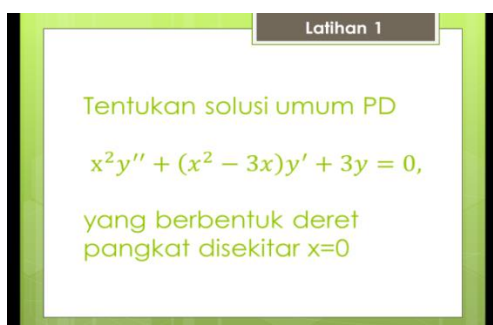 Latihan 1
Tentukan solusi umum PD
x²y′′ + (x² − 3x)y′ + 3y = 0,
yang berbentuk deret
pangkat disekitar x=0